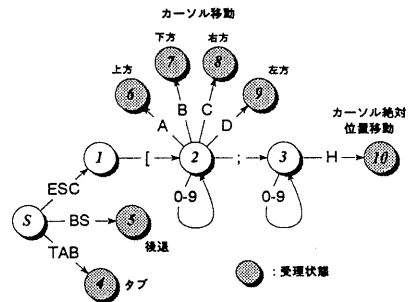 カーソル移動
下方
右方
上方
左方
7
8
6
9
B
C
A
D
カーソル絶対
位置移動
1
[
2
;
3
H
10
ESC
0-9
0-9
S
BS
5
後退
TAB
4
タブ
:受理状態